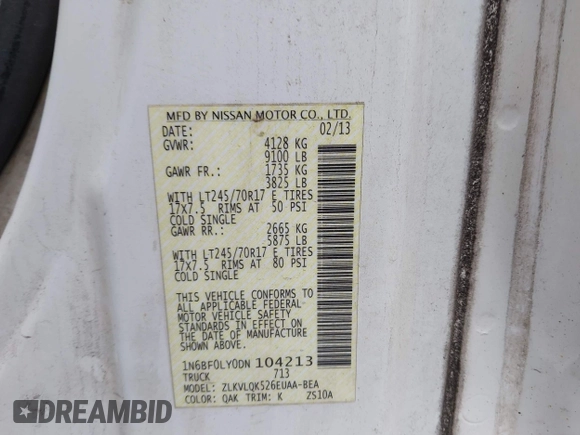 MFD BY NISSAN MOTOR CO., LTD.
DATE: 02/13
GVWR: 4128 KG
9100 LB
GAWR FR.: 1735 KG
3825 LB
WITH LT245/70R17 E TIRES
17X7.5 RIMS AT 50 PSI
COLD SINGLE
GAWR RR.: 2665 KG
5875 LB
WITH LT245/70R17 E TIRES
17X7.5 RIMS AT 80 PSI
COLD SINGLE
THIS VEHICLE CONFORMS TO
ALL APPLICABLE FEDERAL
MOTOR VEHICLE SAFETY
STANDARDS IN EFFECT ON
THE DATE OF MANUFACTURE
SHOWN ABOVE
1N6BF0LY0DN104213
TRUCK 713
MODEL: ZLKVLQK526EUAA-BEA
COLOR: QAK TRIM: K ZS10A
DREAMBID